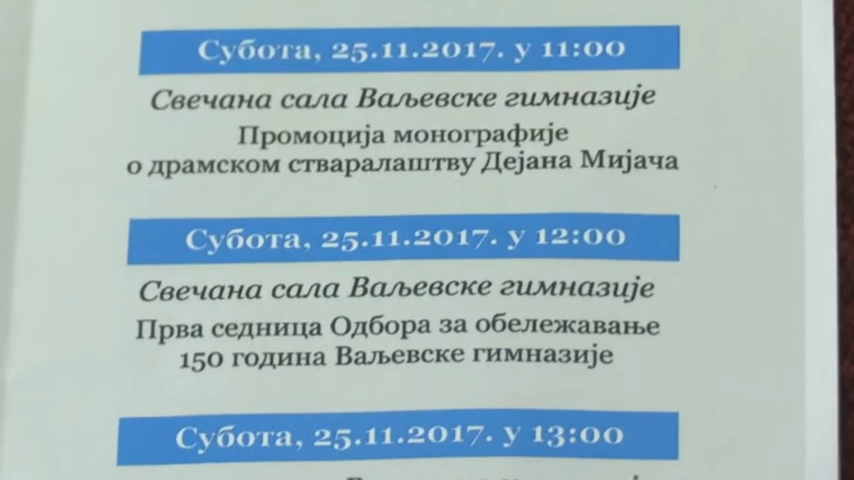 Субота, 25.11.2017. у 11:00
Свечана сала Ваљевске гимназије
Промоција монографије
о драмском стваралаштву Дејана Мијача
Субота, 25.11.2017. у 12:00
Свечана сала Ваљевске гимназије
Прва седница Одбора за обележавање
150 година Ваљевске гимназије
Субота, 25.11.2017. у 13:00